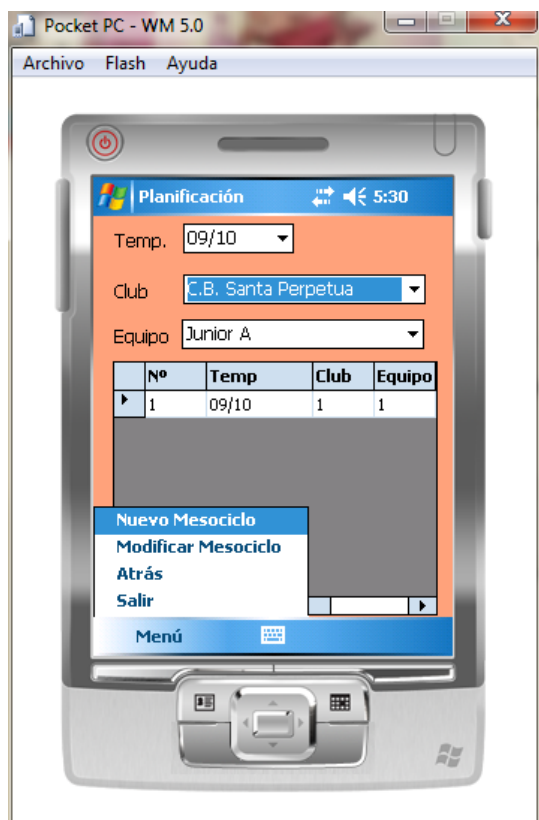 Pocket PC - WM 5.0
Archivo Flash Ayuda
Planificación 5:30
Temp. 09/10
Club C.B. Santa Perpetua
Equipo Junior A
Nº Temp Club Equipo
1 09/10 1 1
Nuevo Mesociclo
Modificar Mesociclo
Atrás
Salir
Menú